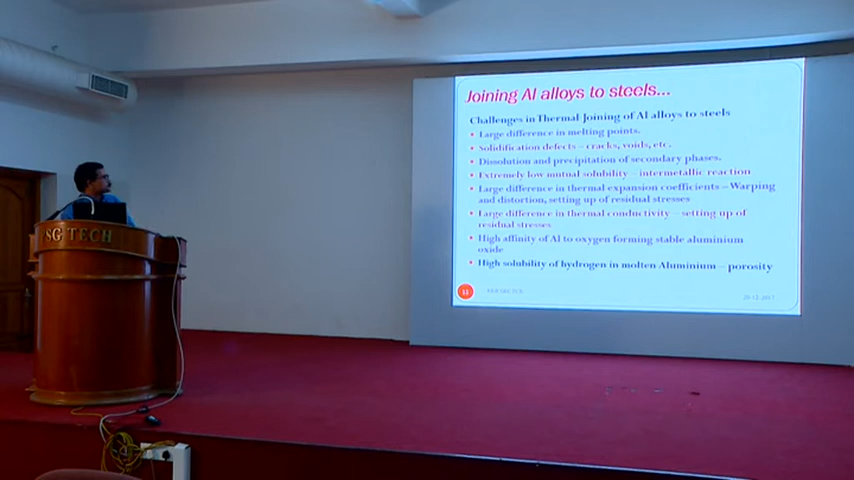 Joining Al alloys to steels...
Challenges in Thermal Joining of Al alloys to steels
• Large difference in melting points.
• Solidification defects – cracks, voids, etc.
• Dissolution and precipitation of secondary phases.
• Extremely low mutual solubility – intermetallic reaction
• Large difference in thermal expansion coefficients – Warping
and distortion, setting up of residual stresses
• Large difference in thermal conductivity – setting up of
residual stresses
• High affinity of Al to oxygen forming stable aluminium
oxide
• High solubility of hydrogen in molten Aluminium – porosity
SG TECH